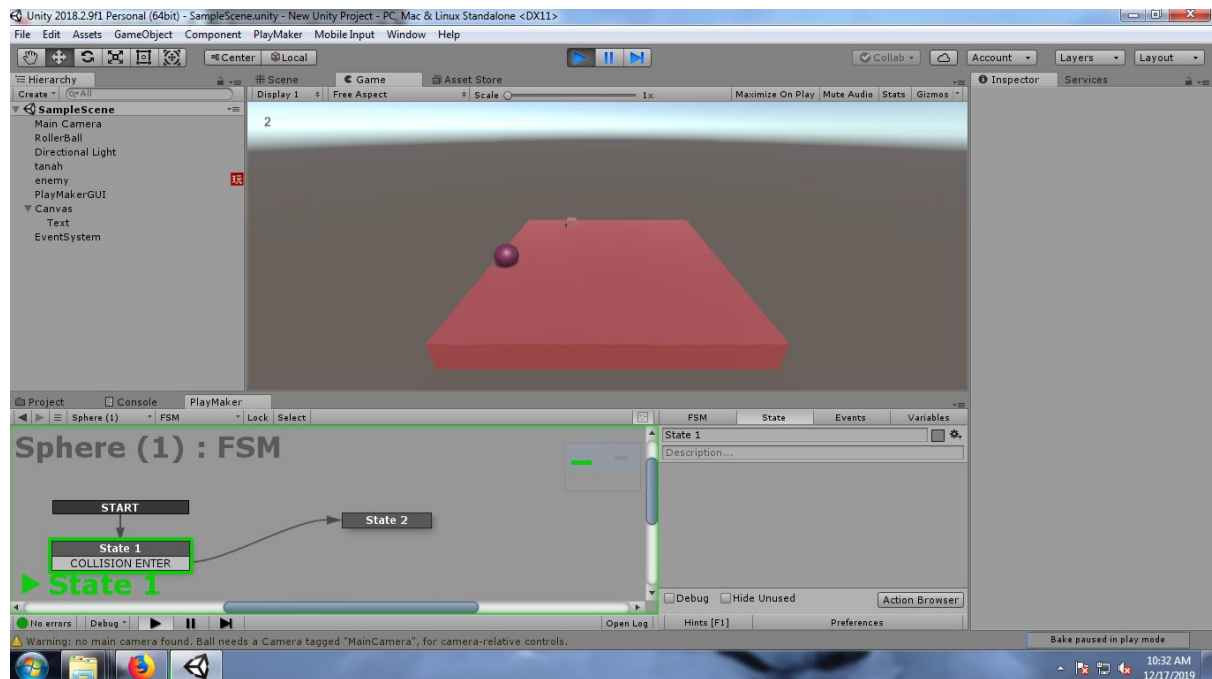 Unity 2018.2.9f1 Personal (64bit) - SampleScene.unity - New Unity Project - PC, Mac & Linux Standalone <DX11>
File Edit Assets GameObject Component PlayMaker Mobile Input Window Help
Center Local Collab Account Layers Layout
Hierarchy Scene Game Asset Store Inspector Services
Create All Display 1 Free Aspect Scale 1x Maximize On Play Mute Audio Stats Gizmos
SampleScene
Main Camera
RollerBall
Directional Light
tanah
enemy 玩
PlayMakerGUI
Canvas
Text
EventSystem
2
Project Console PlayMaker
Sphere (1) FSM Lock Select FSM State Events Variables
Sphere (1) : FSM
State 1
Description...
START
State 1
COLLISION ENTER
State 2
State 1
Debug Hide Unused Action Browser
No errors Debug Open Log Hints [F1] Preferences
Warning: no main camera found. Ball needs a Camera tagged "MainCamera", for camera-relative controls. Bake paused in play mode
10:32 AM
12/17/2019